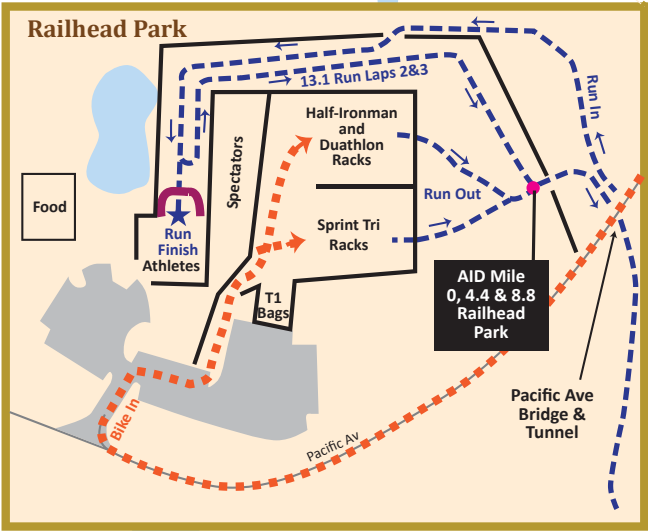 Railhead Park
13.1 Run Laps 2&3
Run In
Half-Ironman
and
Duathlon
Racks
Spectators
Run Out
Food
Sprint Tri
Racks
Run
Finish
Athletes
T1
Bags
AID Mile
0, 4.4 & 8.8
Railhead
Park
Pacific Ave
Bridge &
Tunnel
Bike In
Pacific Av